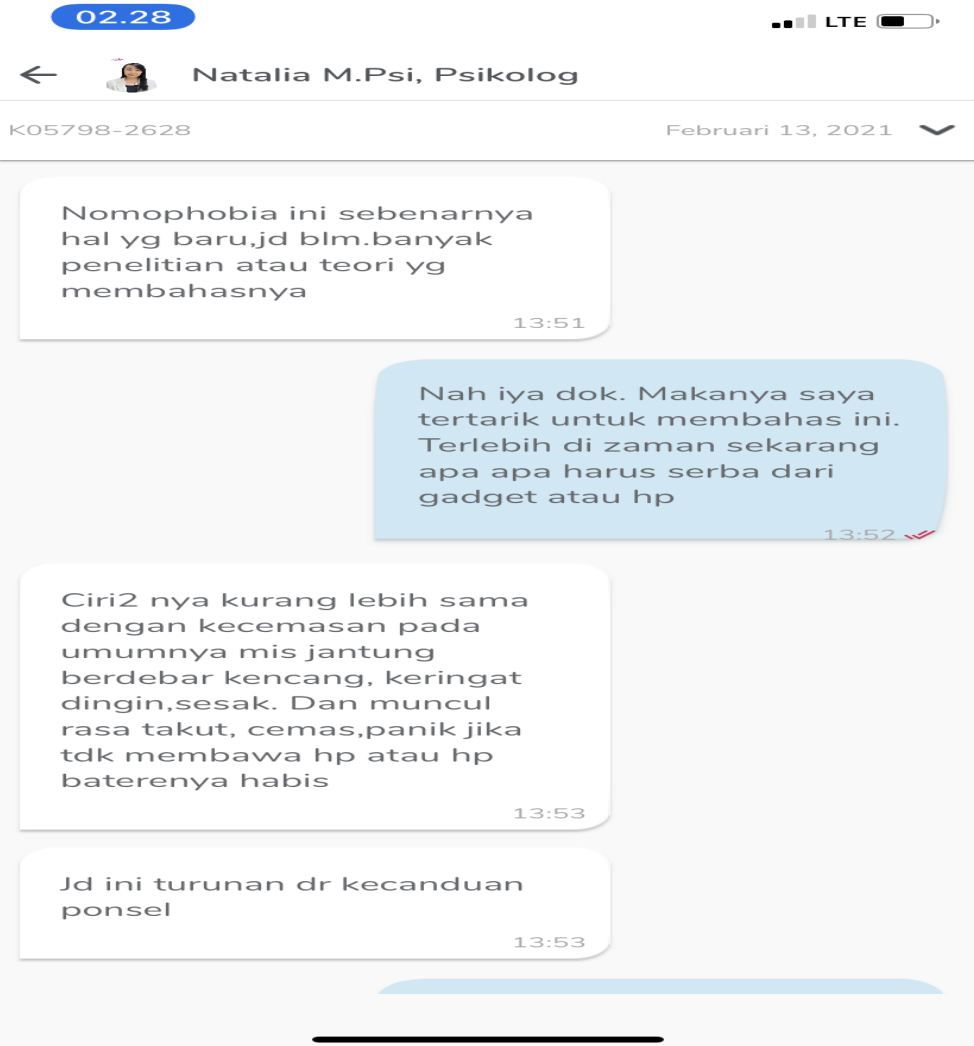 02.28
LTE
Natalia M.Psi, Psikolog
K05798-2628
Februari 13, 2021
Nomophobia ini sebenarnya
hal yg baru,jd blm.banyak
penelitian atau teori yg
membahasnya
13:51
Nah iya dok. Makanya saya
tertarik untuk membahas ini.
Terlebih di zaman sekarang
apa apa harus serba dari
gadget atau hp
13:52
Ciri2 nya kurang lebih sama
dengan kecemasan pada
umumnya mis jantung
berdebar kencang, keringat
dingin,sesak. Dan muncul
rasa takut, cemas,panik jika
tdk membawa hp atau hp
baterenya habis
13:53
Jd ini turunan dr kecanduan
ponsel
13:53